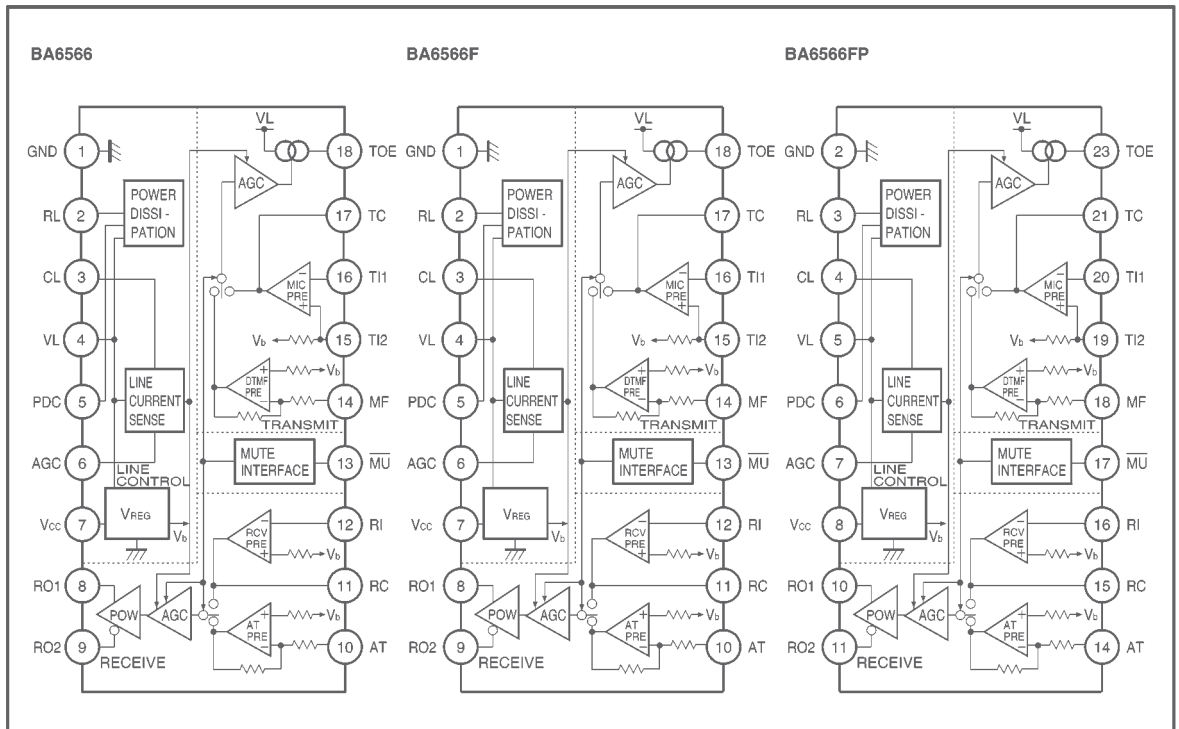 BA6566
BA6566F
BA6566FP
VL
GND 1
18 TOE
AGC
POWER
DISSI -
PATION
RL 2
17 TC
CL 3
16 TI1
MIC
PRE
− +
VL 4
Vb
15 TI2
LINE
CURRENT
SENSE
PDC 5
DTMF
PRE
+ −
Vb
14 MF
TRANSMIT
AGC 6
MUTE
INTERFACE
13 M̅U̅
LINE
CONTROL
Vcc 7
VREG
Vb
12 RI
RCV
PRE
− +
Vb
RO1 8
11 RC
POW
AGC
AT
PRE
+ −
Vb
RO2 9
RECEIVE
10 AT
VL
GND 1
18 TOE
AGC
POWER
DISSI -
PATION
RL 2
17 TC
CL 3
16 TI1
MIC
PRE
− +
VL 4
Vb
15 TI2
LINE
CURRENT
SENSE
PDC 5
DTMF
PRE
+ −
Vb
14 MF
TRANSMIT
AGC 6
MUTE
INTERFACE
13 M̅U̅
Vcc 7
VREG
Vb
12 RI
RCV
PRE
− +
Vb
RO1 8
11 RC
POW
AGC
AT
PRE
+ −
Vb
RO2 9
RECEIVE
10 AT
VL
GND 2
23 TOE
AGC
POWER
DISSI -
PATION
RL 3
21 TC
CL 4
20 TI1
MIC
PRE
− +
VL 5
Vb
19 TI2
LINE
CURRENT
SENSE
PDC 6
DTMF
PRE
+ −
Vb
18 MF
TRANSMIT
AGC 7
MUTE
INTERFACE
17 M̅U̅
LINE
CONTROL
Vcc 8
VREG
Vb
16 RI
RCV
PRE
− +
Vb
RO1 10
15 RC
POW
AGC
AT
PRE
+ −
Vb
RO2 11
RECEIVE
14 AT